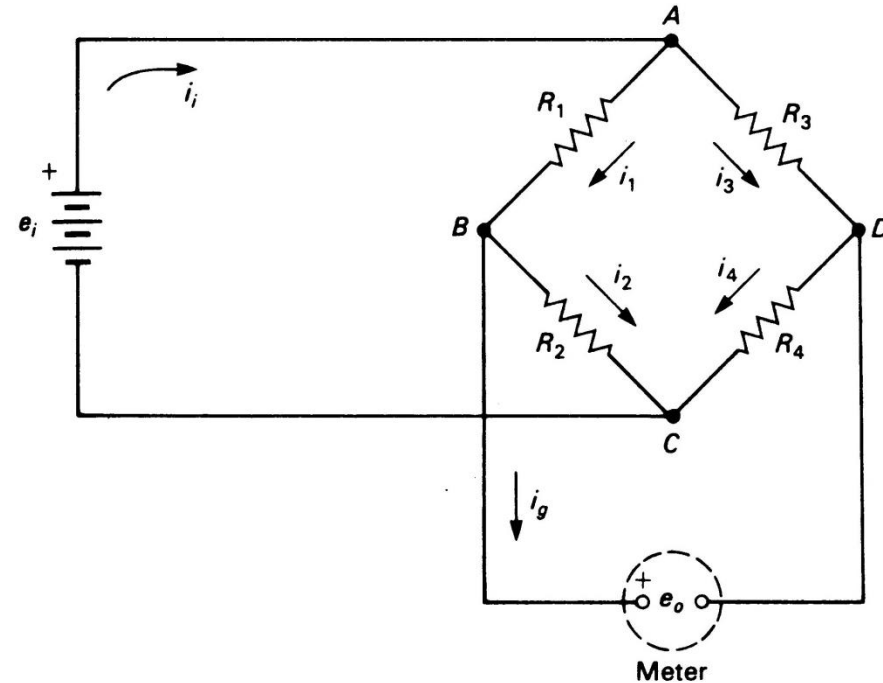 A
i_i
R_1
R_3
+
i_1
i_3
e_i
B
D
i_2
i_4
R_2
R_4
C
i_g
+
e_o
Meter